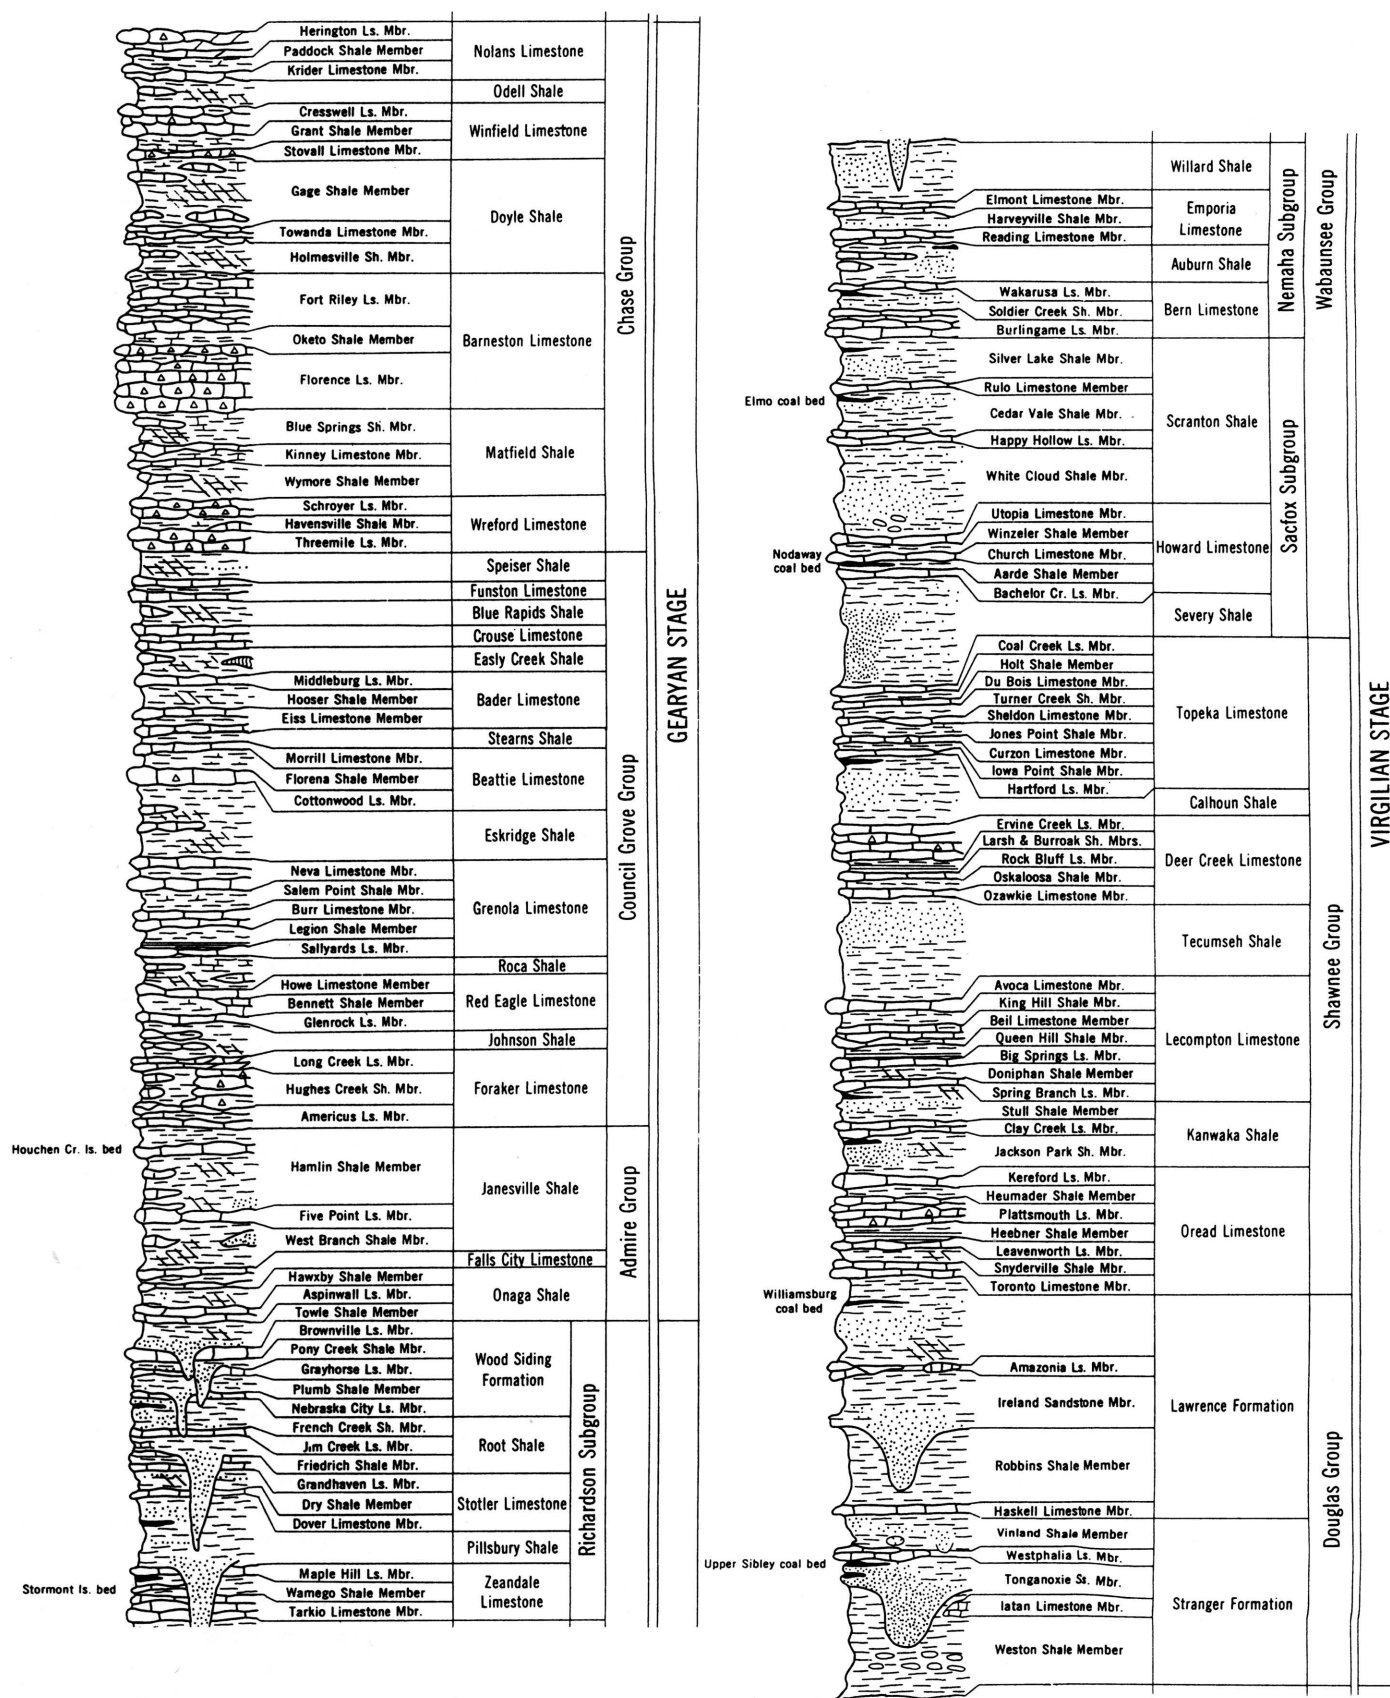 Herington Ls. Mbr.
Paddock Shale Member
Krider Limestone Mbr.
Nolans Limestone
Odell Shale
Cresswell Ls. Mbr.
Grant Shale Member
Stovall Limestone Mbr.
Winfield Limestone
Gage Shale Member
Towanda Limestone Mbr.
Holmesville Sh. Mbr.
Doyle Shale
Fort Riley Ls. Mbr.
Oketo Shale Member
Florence Ls. Mbr.
Barneston Limestone
Blue Springs Sh. Mbr.
Kinney Limestone Mbr.
Wymore Shale Member
Matfield Shale
Schroyer Ls. Mbr.
Havensville Shale Mbr.
Threemile Ls. Mbr.
Wreford Limestone
Chase Group
Speiser Shale
Funston Limestone
Blue Rapids Shale
Crouse Limestone
Easly Creek Shale
Middleburg Ls. Mbr.
Hooser Shale Member
Eiss Limestone Member
Bader Limestone
Stearns Shale
Morrill Limestone Mbr.
Florena Shale Member
Cottonwood Ls. Mbr.
Beattie Limestone
Eskridge Shale
Neva Limestone Mbr.
Salem Point Shale Mbr.
Burr Limestone Mbr.
Legion Shale Member
Sallyards Ls. Mbr.
Grenola Limestone
Roca Shale
Howe Limestone Member
Bennett Shale Member
Glenrock Ls. Mbr.
Red Eagle Limestone
Johnson Shale
Long Creek Ls. Mbr.
Hughes Creek Sh. Mbr.
Americus Ls. Mbr.
Foraker Limestone
Council Grove Group
Houchen Cr. ls. bed
Hamlin Shale Member
Five Point Ls. Mbr.
West Branch Shale Mbr.
Janesville Shale
Falls City Limestone
Hawxby Shale Member
Aspinwall Ls. Mbr.
Towle Shale Member
Onaga Shale
Admire Group
GEARYAN STAGE
Brownville Ls. Mbr.
Pony Creek Shale Mbr.
Grayhorse Ls. Mbr.
Plumb Shale Member
Nebraska City Ls. Mbr.
Wood Siding
Formation
French Creek Sh. Mbr.
Jim Creek Ls. Mbr.
Friedrich Shale Mbr.
Root Shale
Grandhaven Ls. Mbr.
Dry Shale Member
Dover Limestone Mbr.
Stotler Limestone
Pillsbury Shale
Stormont ls. bed
Maple Hill Ls. Mbr.
Wamego Shale Member
Tarkio Limestone Mbr.
Zeandale
Limestone
Richardson Subgroup
Willard Shale
Elmont Limestone Mbr.
Harveyville Shale Mbr.
Reading Limestone Mbr.
Emporia
Limestone
Auburn Shale
Wakarusa Ls. Mbr.
Soldier Creek Sh. Mbr.
Burlingame Ls. Mbr.
Bern Limestone
Nemaha Subgroup
Silver Lake Shale Mbr.
Rulo Limestone Member
Elmo coal bed
Cedar Vale Shale Mbr.
Happy Hollow Ls. Mbr.
White Cloud Shale Mbr.
Scranton Shale
Utopia Limestone Mbr.
Winzeler Shale Member
Church Limestone Mbr.
Nodaway
coal bed
Aarde Shale Member
Bachelor Cr. Ls. Mbr.
Howard Limestone
Severy Shale
Sacfox Subgroup
Wabaunsee Group
Coal Creek Ls. Mbr.
Holt Shale Member
Du Bois Limestone Mbr.
Turner Creek Sh. Mbr.
Sheldon Limestone Mbr.
Jones Point Shale Mbr.
Curzon Limestone Mbr.
Iowa Point Shale Mbr.
Hartford Ls. Mbr.
Topeka Limestone
Calhoun Shale
Ervine Creek Ls. Mbr.
Larsh & Burroak Sh. Mbrs.
Rock Bluff Ls. Mbr.
Oskaloosa Shale Mbr.
Ozawkie Limestone Mbr.
Deer Creek Limestone
Tecumseh Shale
Avoca Limestone Mbr.
King Hill Shale Mbr.
Beil Limestone Member
Queen Hill Shale Mbr.
Big Springs Ls. Mbr.
Doniphan Shale Member
Spring Branch Ls. Mbr.
Lecompton Limestone
Stull Shale Member
Clay Creek Ls. Mbr.
Jackson Park Sh. Mbr.
Kanwaka Shale
Kereford Ls. Mbr.
Heumader Shale Member
Plattsmouth Ls. Mbr.
Heebner Shale Member
Leavenworth Ls. Mbr.
Snyderville Shale Mbr.
Toronto Limestone Mbr.
Oread Limestone
Shawnee Group
Williamsburg
coal bed
Amazonia Ls. Mbr.
Ireland Sandstone Mbr.
Robbins Shale Member
Haskell Limestone Mbr.
Lawrence Formation
Vinland Shale Member
Westphalia Ls. Mbr.
Upper Sibley coal bed
Tonganoxie Ss. Mbr.
Iatan Limestone Mbr.
Weston Shale Member
Stranger Formation
Douglas Group
VIRGILIAN STAGE